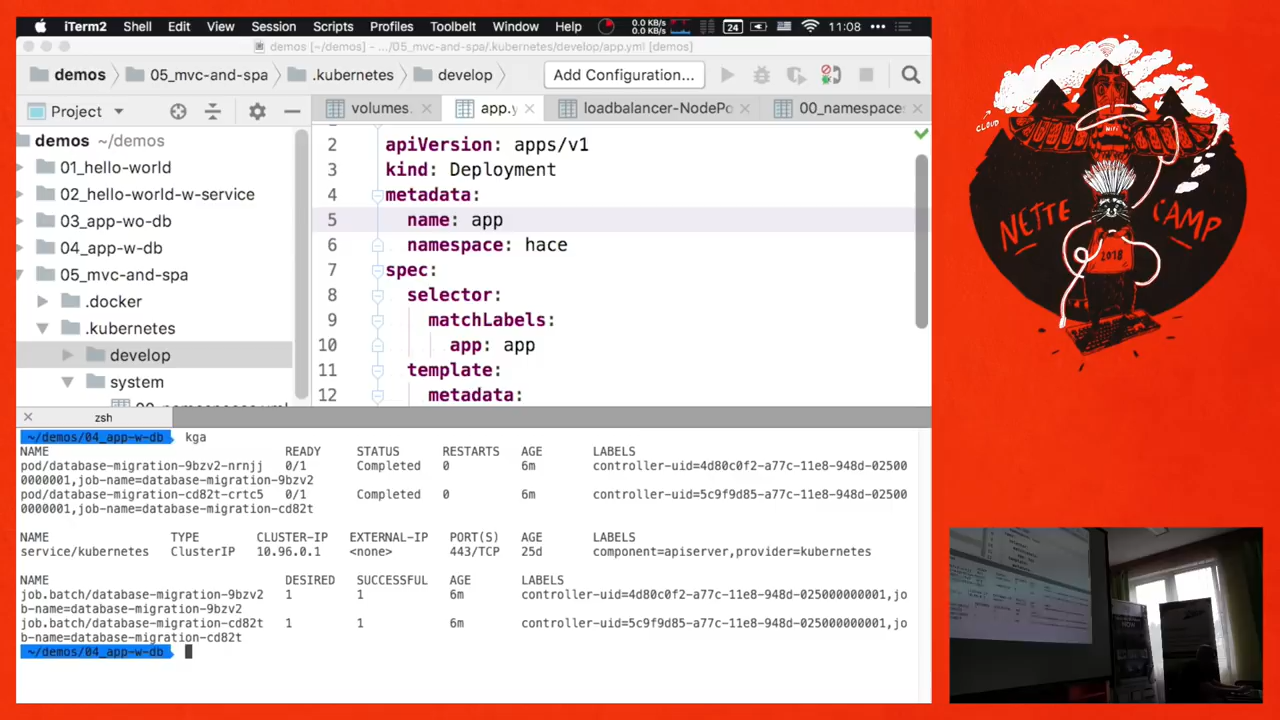 iTerm2 Shell Edit View Session Scripts Profiles Toolbelt Window Help 0.0 KB/s 0.0 KB/s 24 11:08
demos [~/demos] - .../05_mvc-and-spa/.kubernetes/develop/app.yml [demos]
demos 05_mvc-and-spa .kubernetes develop Add Configuration...
Project volumes app.y loadbalancer-NodePo 00_namespace
demos ~/demos
01_hello-world
02_hello-world-w-service
03_app-wo-db
04_app-w-db
05_mvc-and-spa
.docker
.kubernetes
develop
system
2 apiVersion: apps/v1
3 kind: Deployment
4 metadata:
5 name: app
6 namespace: hace
7 spec:
8 selector:
9 matchLabels:
10 app: app
11 template:
12 metadata:
zsh
~/demos/04_app-w-db kga
NAME READY STATUS RESTARTS AGE LABELS
pod/database-migration-9bzv2-nrnjj 0/1 Completed 0 6m controller-uid=4d80c0f2-a77c-11e8-948d-02500
0000001,job-name=database-migration-9bzv2
pod/database-migration-cd82t-crtc5 0/1 Completed 0 6m controller-uid=5c9f9d85-a77c-11e8-948d-02500
0000001,job-name=database-migration-cd82t
NAME TYPE CLUSTER-IP EXTERNAL-IP PORT(S) AGE LABELS
service/kubernetes ClusterIP 10.96.0.1 <none> 443/TCP 25d component=apiserver,provider=kubernetes
NAME DESIRED SUCCESSFUL AGE LABELS
job.batch/database-migration-9bzv2 1 1 6m controller-uid=4d80c0f2-a77c-11e8-948d-025000000001,jo
b-name=database-migration-9bzv2
job.batch/database-migration-cd82t 1 1 6m controller-uid=5c9f9d85-a77c-11e8-948d-025000000001,jo
b-name=database-migration-cd82t
~/demos/04_app-w-db
CLOUD
WiFi
NETTE CAMP
2018